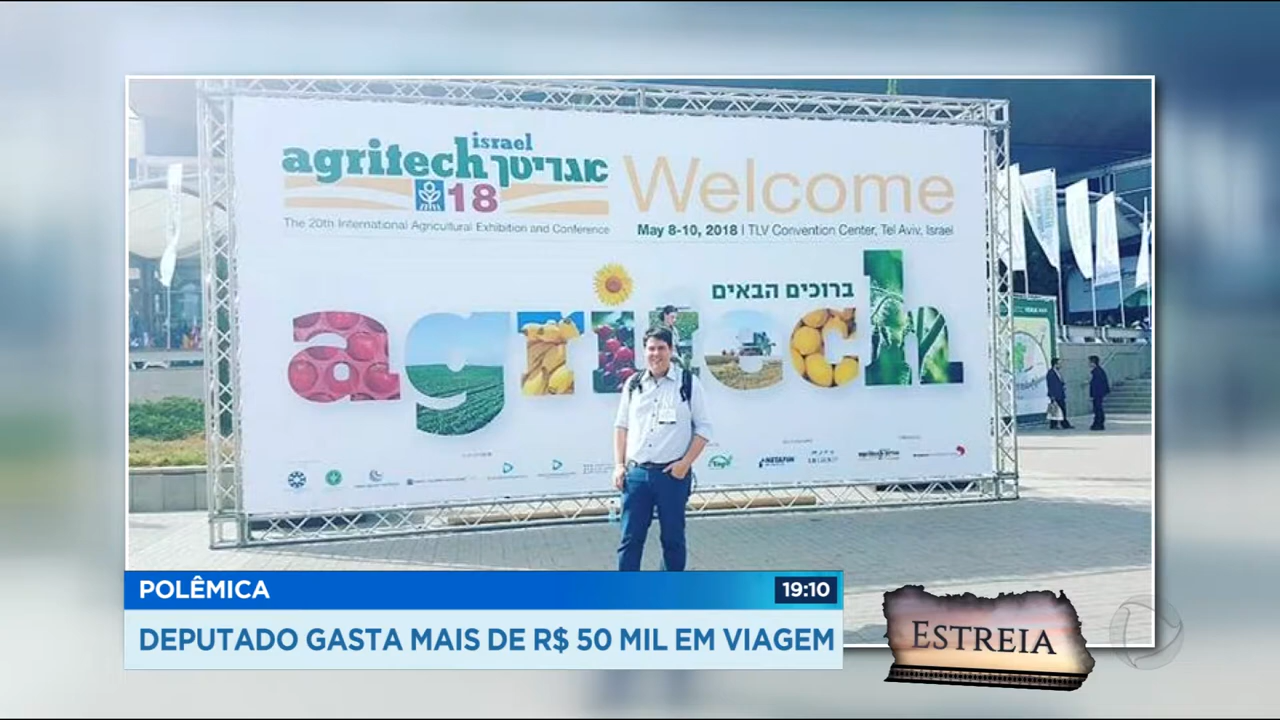 israel
agritech אגריטך
18
The 20th International Agricultural Exhibition and Conference
Welcome
May 8-10, 2018 | TLV Convention Center, Tel Aviv, Israel
ברוכים הבאים
agritech
NETAFIM
POLÊMICA
19:10
DEPUTADO GASTA MAIS DE R$ 50 MIL EM VIAGEM
ESTREIA